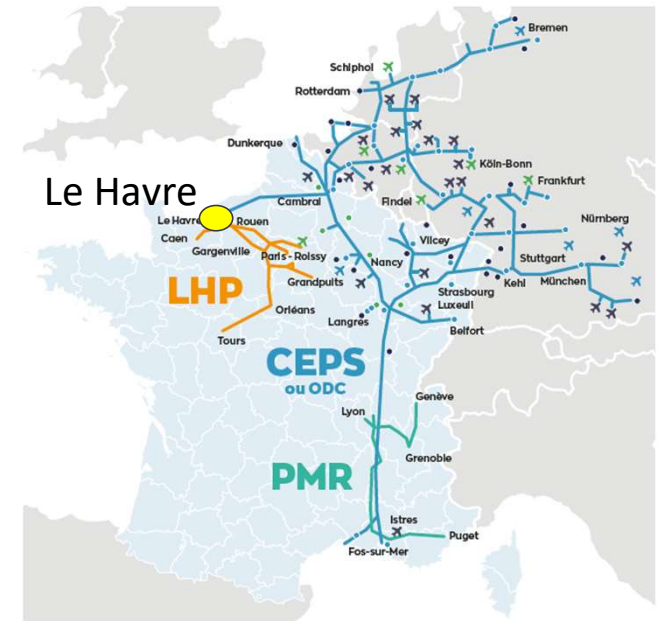 Bremen
Schiphol
Rotterdam
Dunkerque
Köln-Bonn
Le Havre
Cambrai
Findel
Frankfurt
Le Havre
Rouen
Caen
Gargenville
Paris - Roissy
Vilcey
Nürnberg
Nancy
Stuttgart
LHP
Grandpuits
Strasbourg
Kehl
München
Luxeuil
Orléans
Langres
Belfort
Tours
CEPS
ou ODC
Genève
Lyon
Grenoble
PMR
Istres
Puget
Fos-sur-Mer